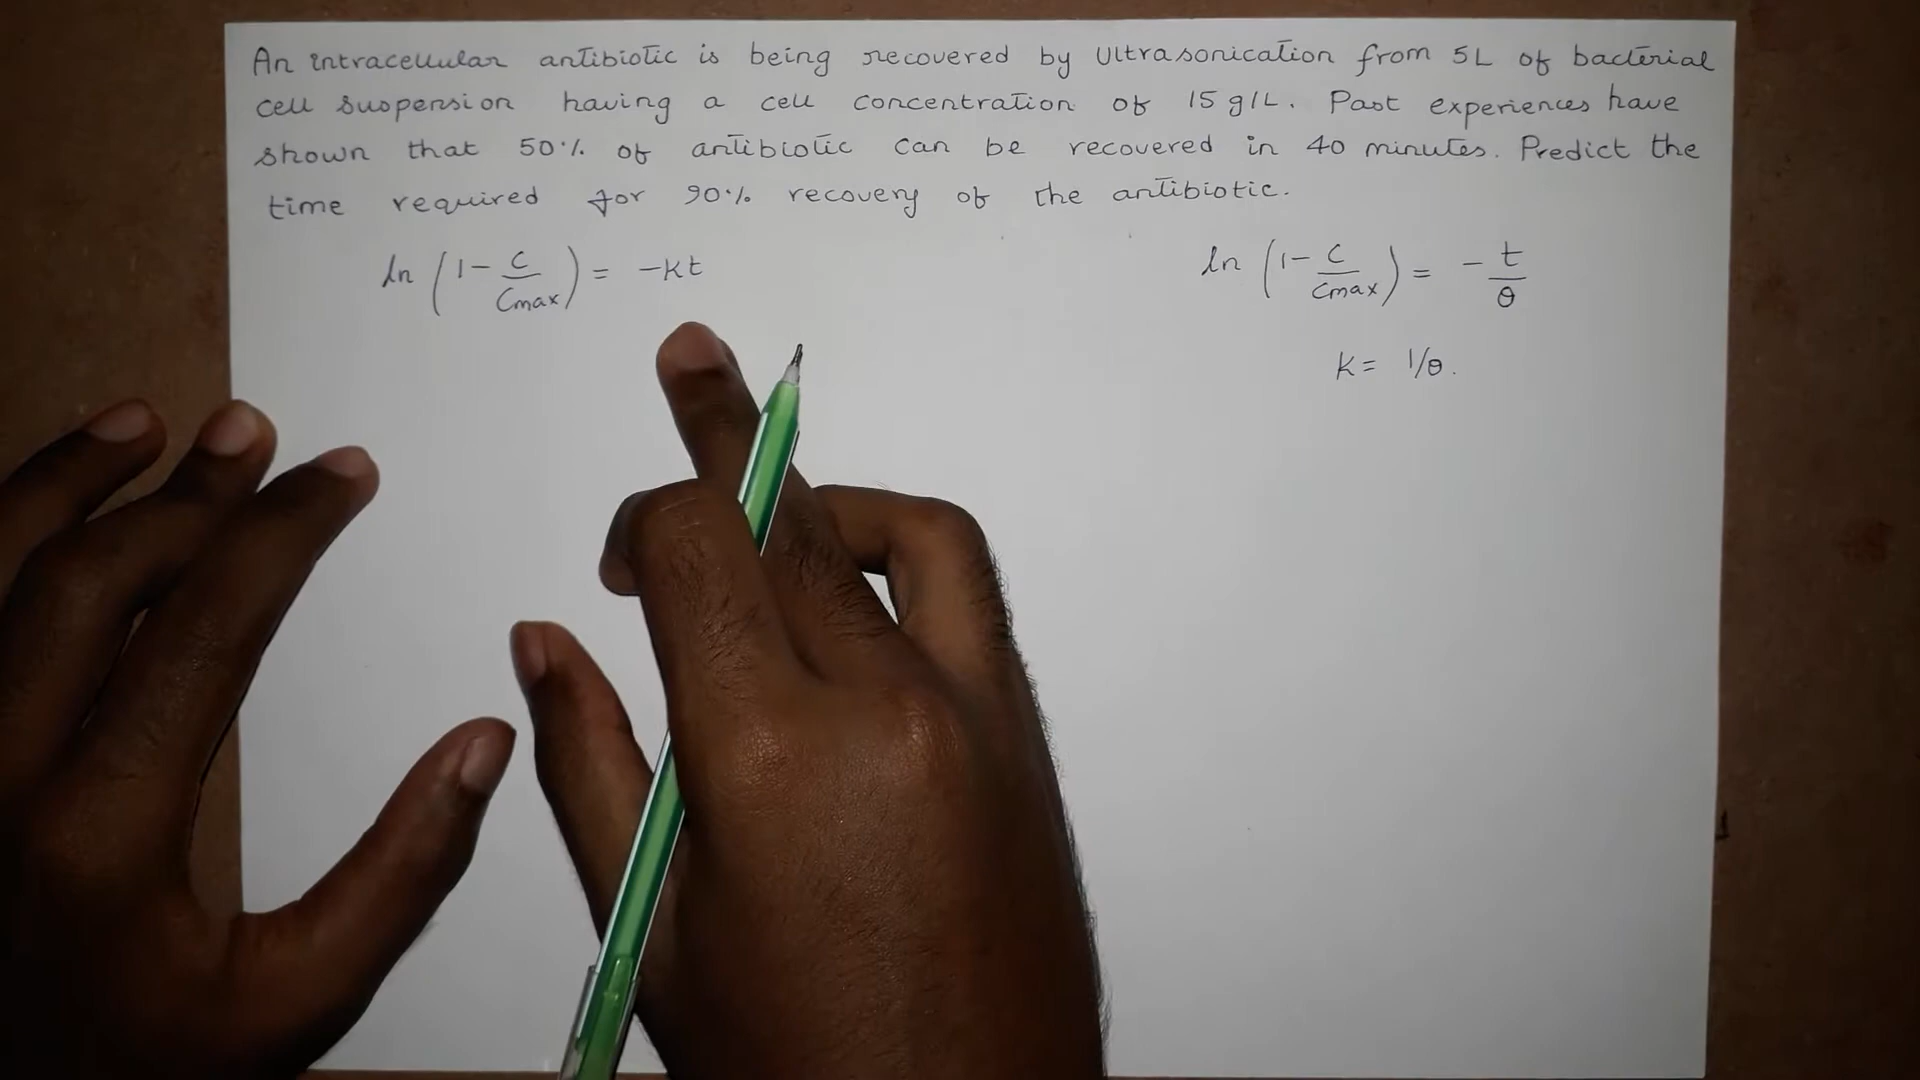 An intracellular antibiotic is being recovered by Ultrasonication from 5L of bacterial
cell suspension having a cell concentration of 15 g/L. Past experiences have
shown that 50% of antibiotic can be recovered in 40 minutes. Predict the
time required for 90% recovery of the antibiotic.
ln (1 - C/Cmax) = -kt
ln (1 - C/Cmax) = - t/θ
k = 1/θ.